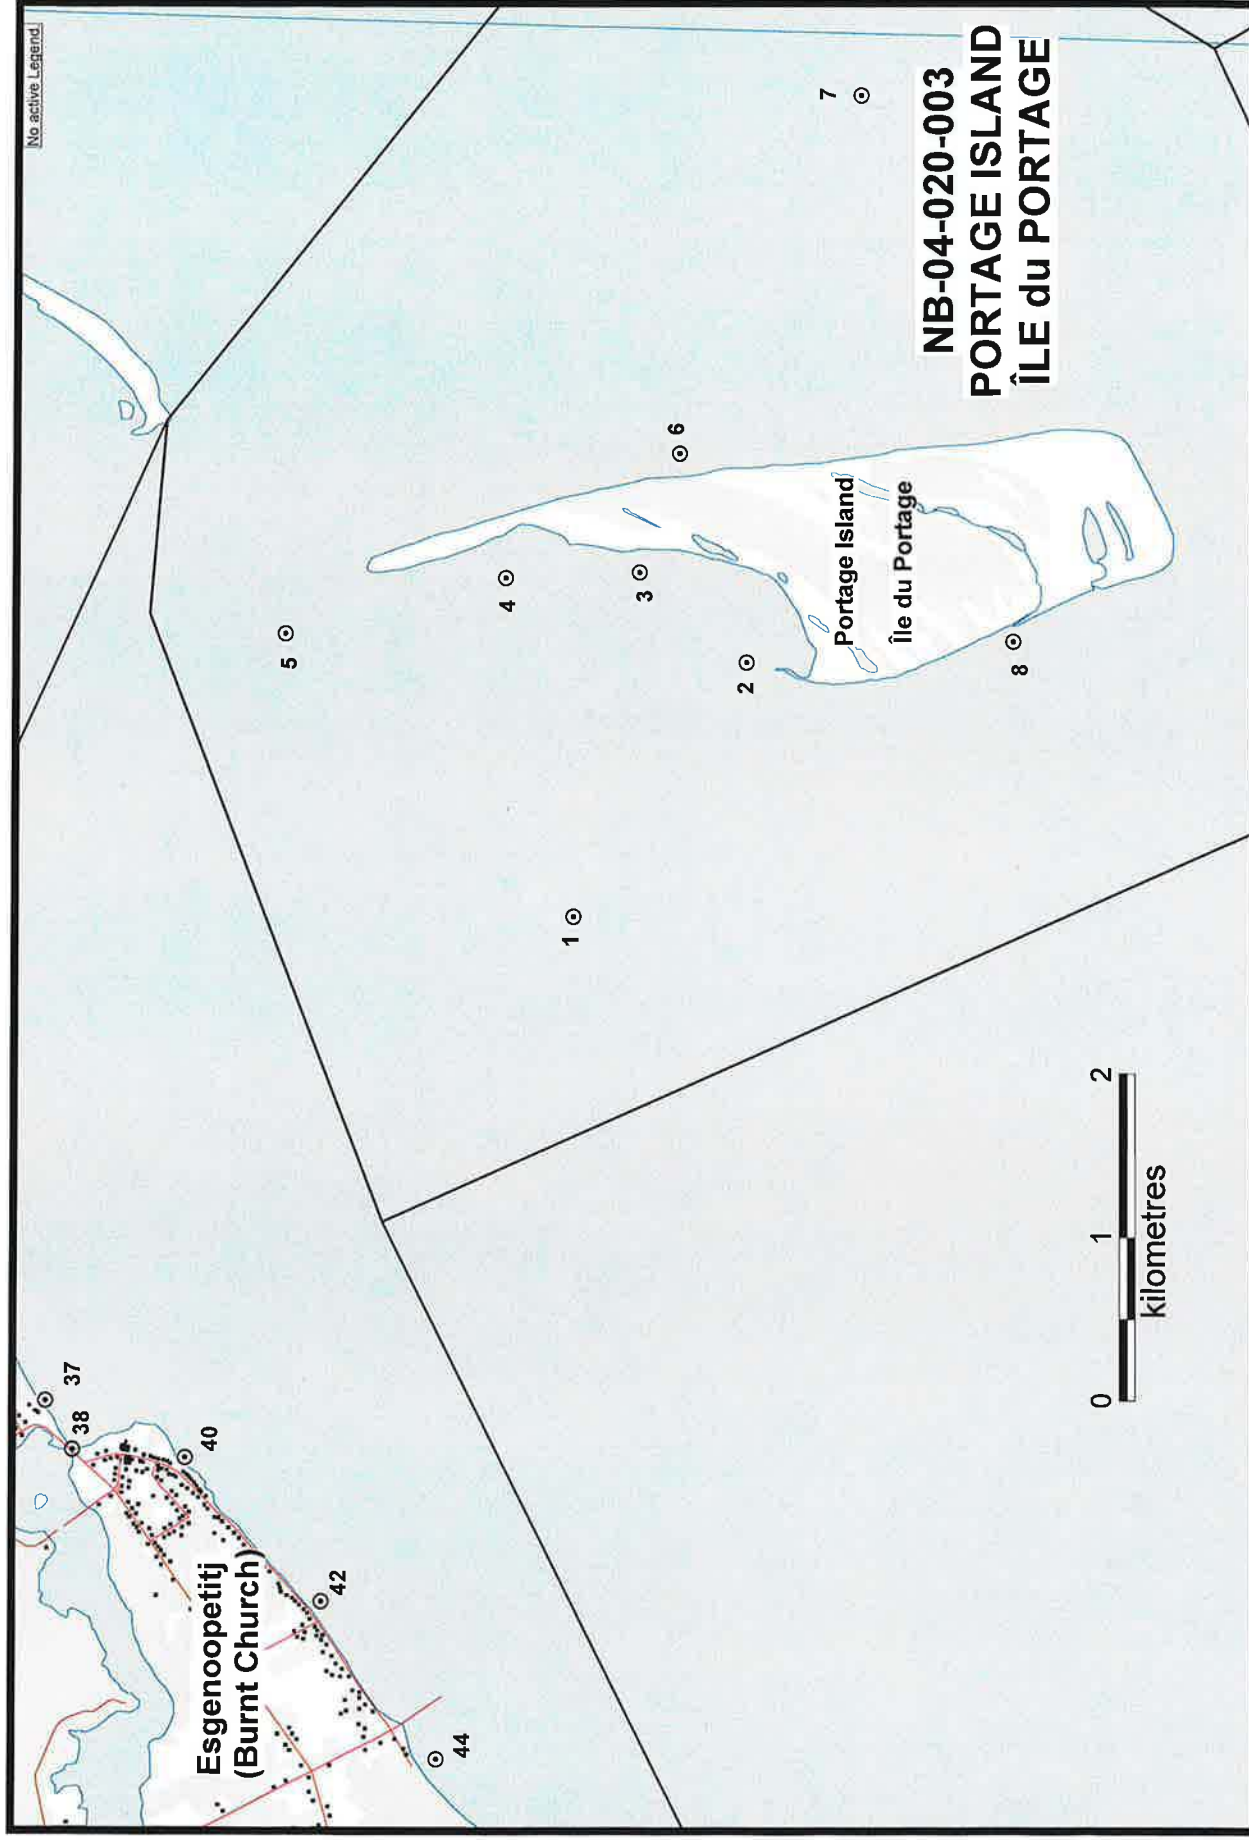 No active Legend.
NB-04-020-003
PORTAGE ISLAND
ÎLE du PORTAGE
Portage Island
Île du Portage
Esgenoopetitj
(Burnt Church)
37
38
40
42
44
1
2
3
4
5
6
7
8
0 1 2
kilometres